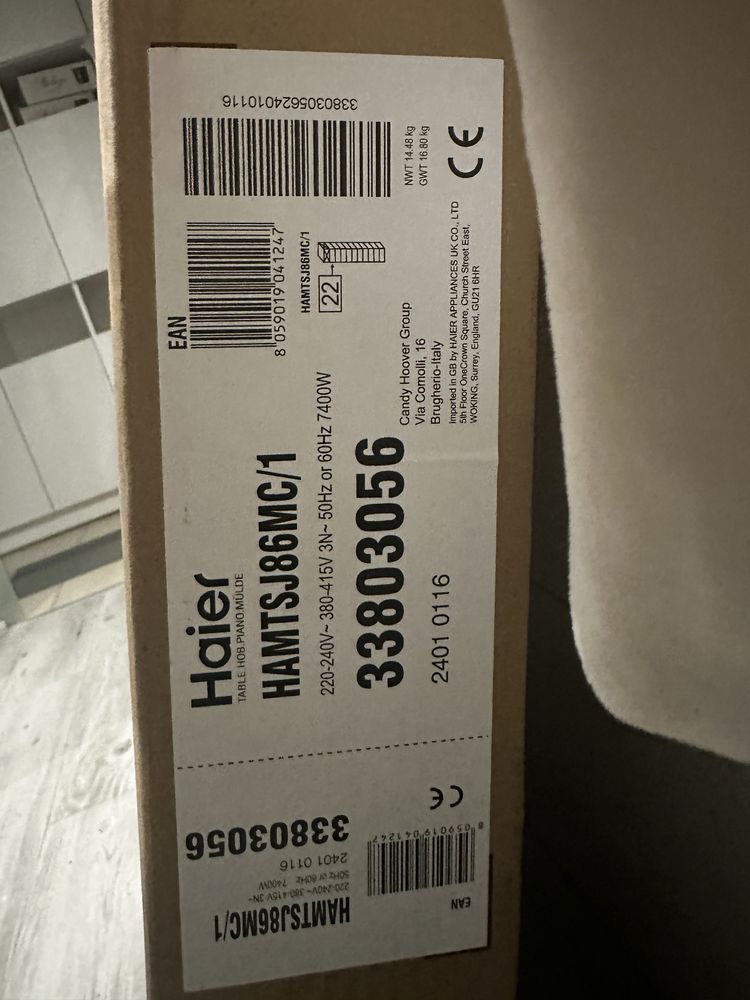 Haier
TABLE.HOB.PIANO.MULDE
HAMTSJ86MC/1
220-240V~ 380-415V 3N~ 50Hz or 60Hz 7400W
33803056
2401 0116
EAN
8 059019 041247
HAMTSJ86MC/1
22
Candy Hoover Group
Via Comolli, 16
Brugherio-Italy
Imported in GB by HAIER APPLIANCES UK CO., LTD
5th Floor OneCrown Square, Church Street East,
WOKING, Surrey, England, GU21 6HR
3380305624010116
NWT 14.48 kg
GWT 16.80 kg
CE
HAMTSJ86MC/1
220-240V~ 380-415V 3N~
50Hz or 60Hz 7400W
2401 0116
33803056
EAN
8 059019 041247
CE